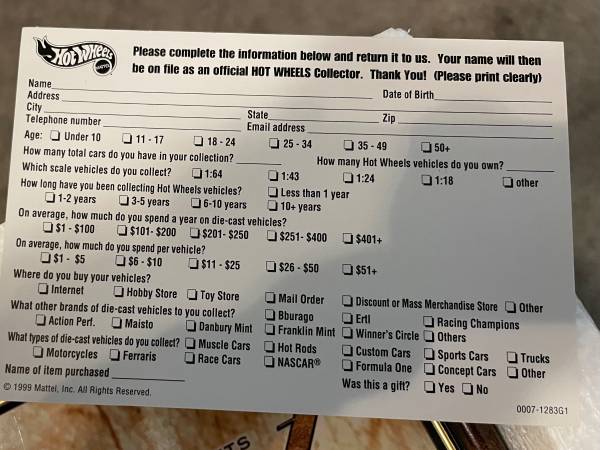 HOT WHEELS MATTEL
Please complete the information below and return it to us. Your name will then
be on file as an official HOT WHEELS Collector. Thank You! (Please print clearly)
Name Date of Birth
Address
City State Zip
Telephone number Email address
Age: Under 10 11 - 17 18 - 24 25 - 34 35 - 49 50+
How many total cars do you have in your collection? How many Hot Wheels vehicles do you own?
Which scale vehicles do you collect? 1:64 1:43 1:24 1:18 other
How long have you been collecting Hot Wheels vehicles? Less than 1 year
1-2 years 3-5 years 6-10 years 10+ years
On average, how much do you spend a year on die-cast vehicles?
$1 - $100 $101- $200 $201- $250 $251- $400 $401+
On average, how much do you spend per vehicle?
$1 - $5 $6 - $10 $11 - $25 $26 - $50 $51+
Where do you buy your vehicles?
Internet Hobby Store Toy Store Mail Order Discount or Mass Merchandise Store Other
What other brands of die-cast vehicles to you collect? Bburago Ertl Racing Champions
Action Perf. Maisto Danbury Mint Franklin Mint Winner's Circle Others
What types of die-cast vehicles do you collect? Muscle Cars Hot Rods Custom Cars Sports Cars Trucks
Motorcycles Ferraris Race Cars NASCAR® Formula One Concept Cars Other
Name of item purchased Was this a gift? Yes No
© 1999 Mattel, Inc. All Rights Reserved.
0007-1283G1
TS